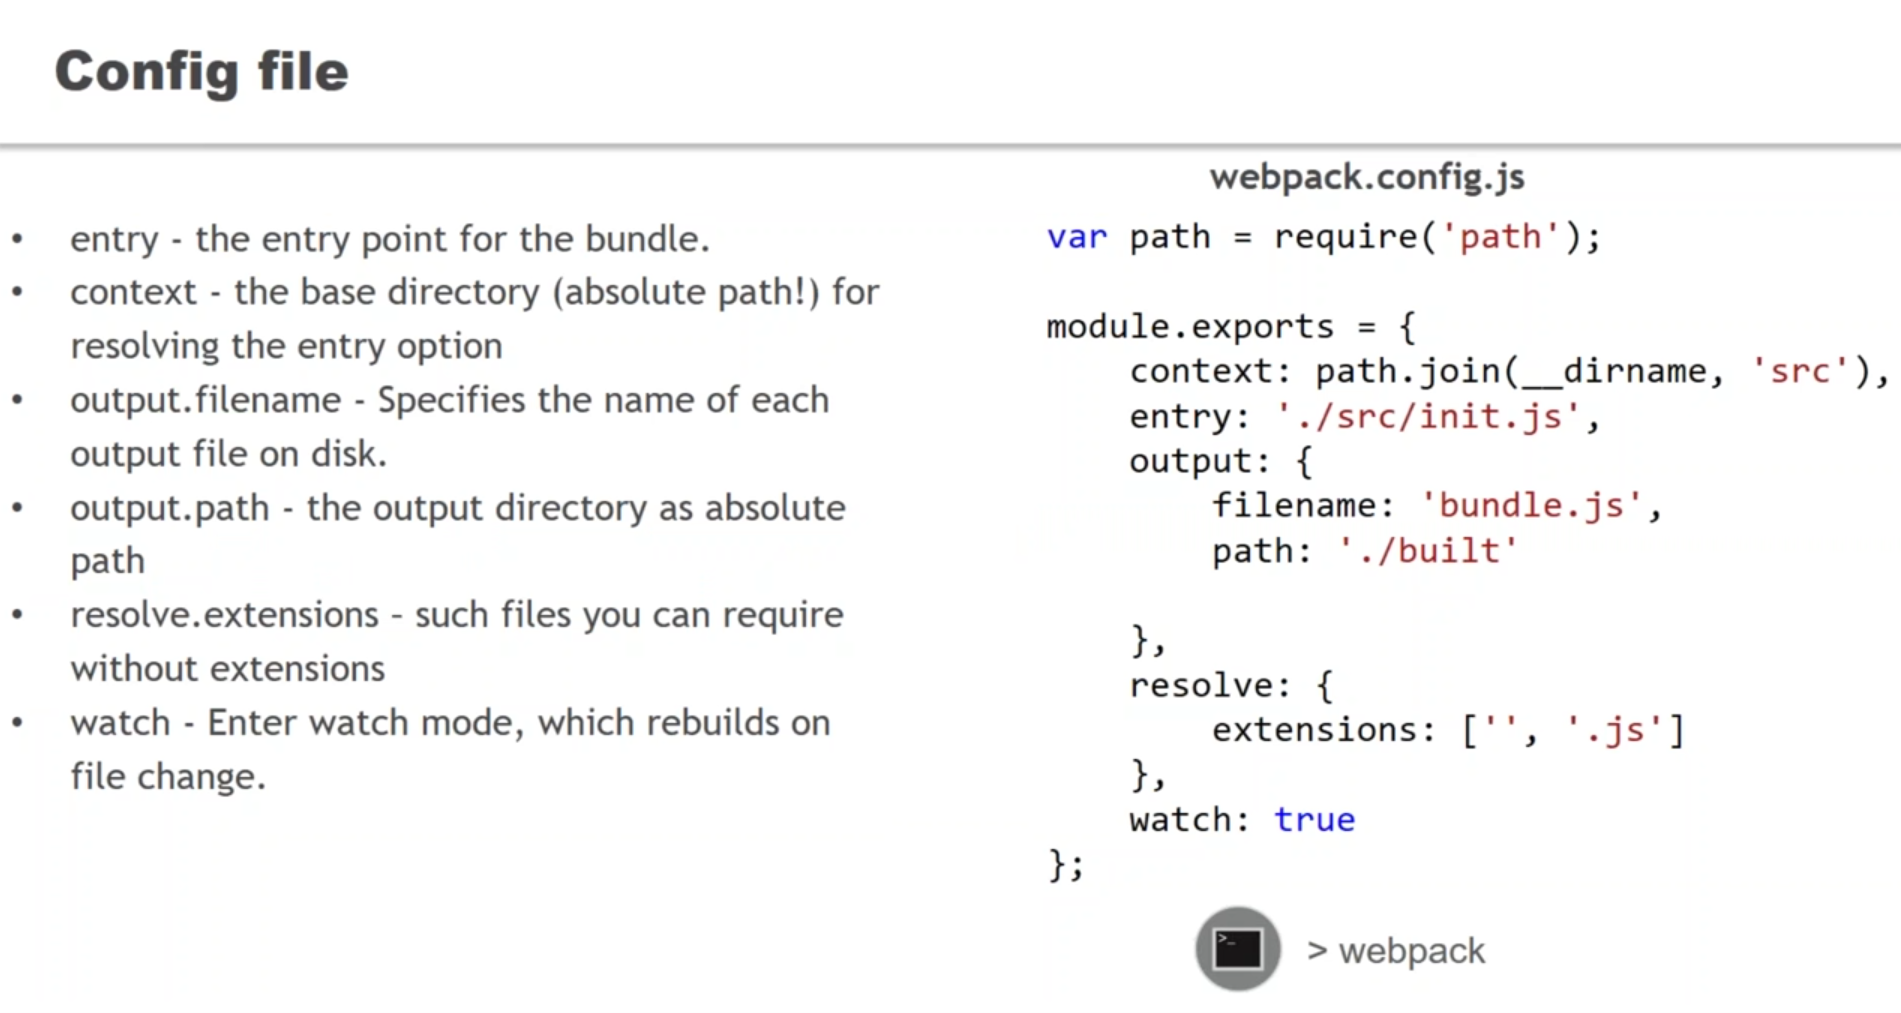 Config file
• entry - the entry point for the bundle.
• context - the base directory (absolute path!) for
resolving the entry option
• output.filename - Specifies the name of each
output file on disk.
• output.path - the output directory as absolute
path
• resolve.extensions - such files you can require
without extensions
• watch - Enter watch mode, which rebuilds on
file change.
webpack.config.js
var path = require('path');
module.exports = {
    context: path.join(__dirname, 'src'),
    entry: './src/init.js',
    output: {
        filename: 'bundle.js',
        path: './built'
    },
    resolve: {
        extensions: ['', '.js']
    },
    watch: true
};
>_
> webpack